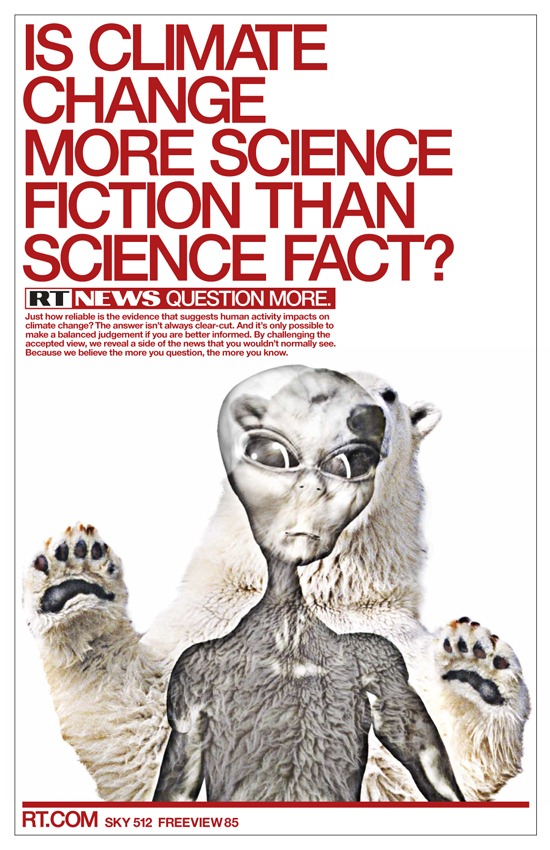 IS CLIMATE
CHANGE
MORE SCIENCE
FICTION THAN
SCIENCE FACT?
RT NEWS QUESTION MORE.
Just how reliable is the evidence that suggests human activity impacts on
climate change? The answer isn't always clear-cut. And it's only possible to
make a balanced judgement if you are better informed. By challenging the
accepted view, we reveal a side of the news that you wouldn't normally see.
Because we believe the more you question, the more you know.
RT.COM SKY 512 FREEVIEW 85